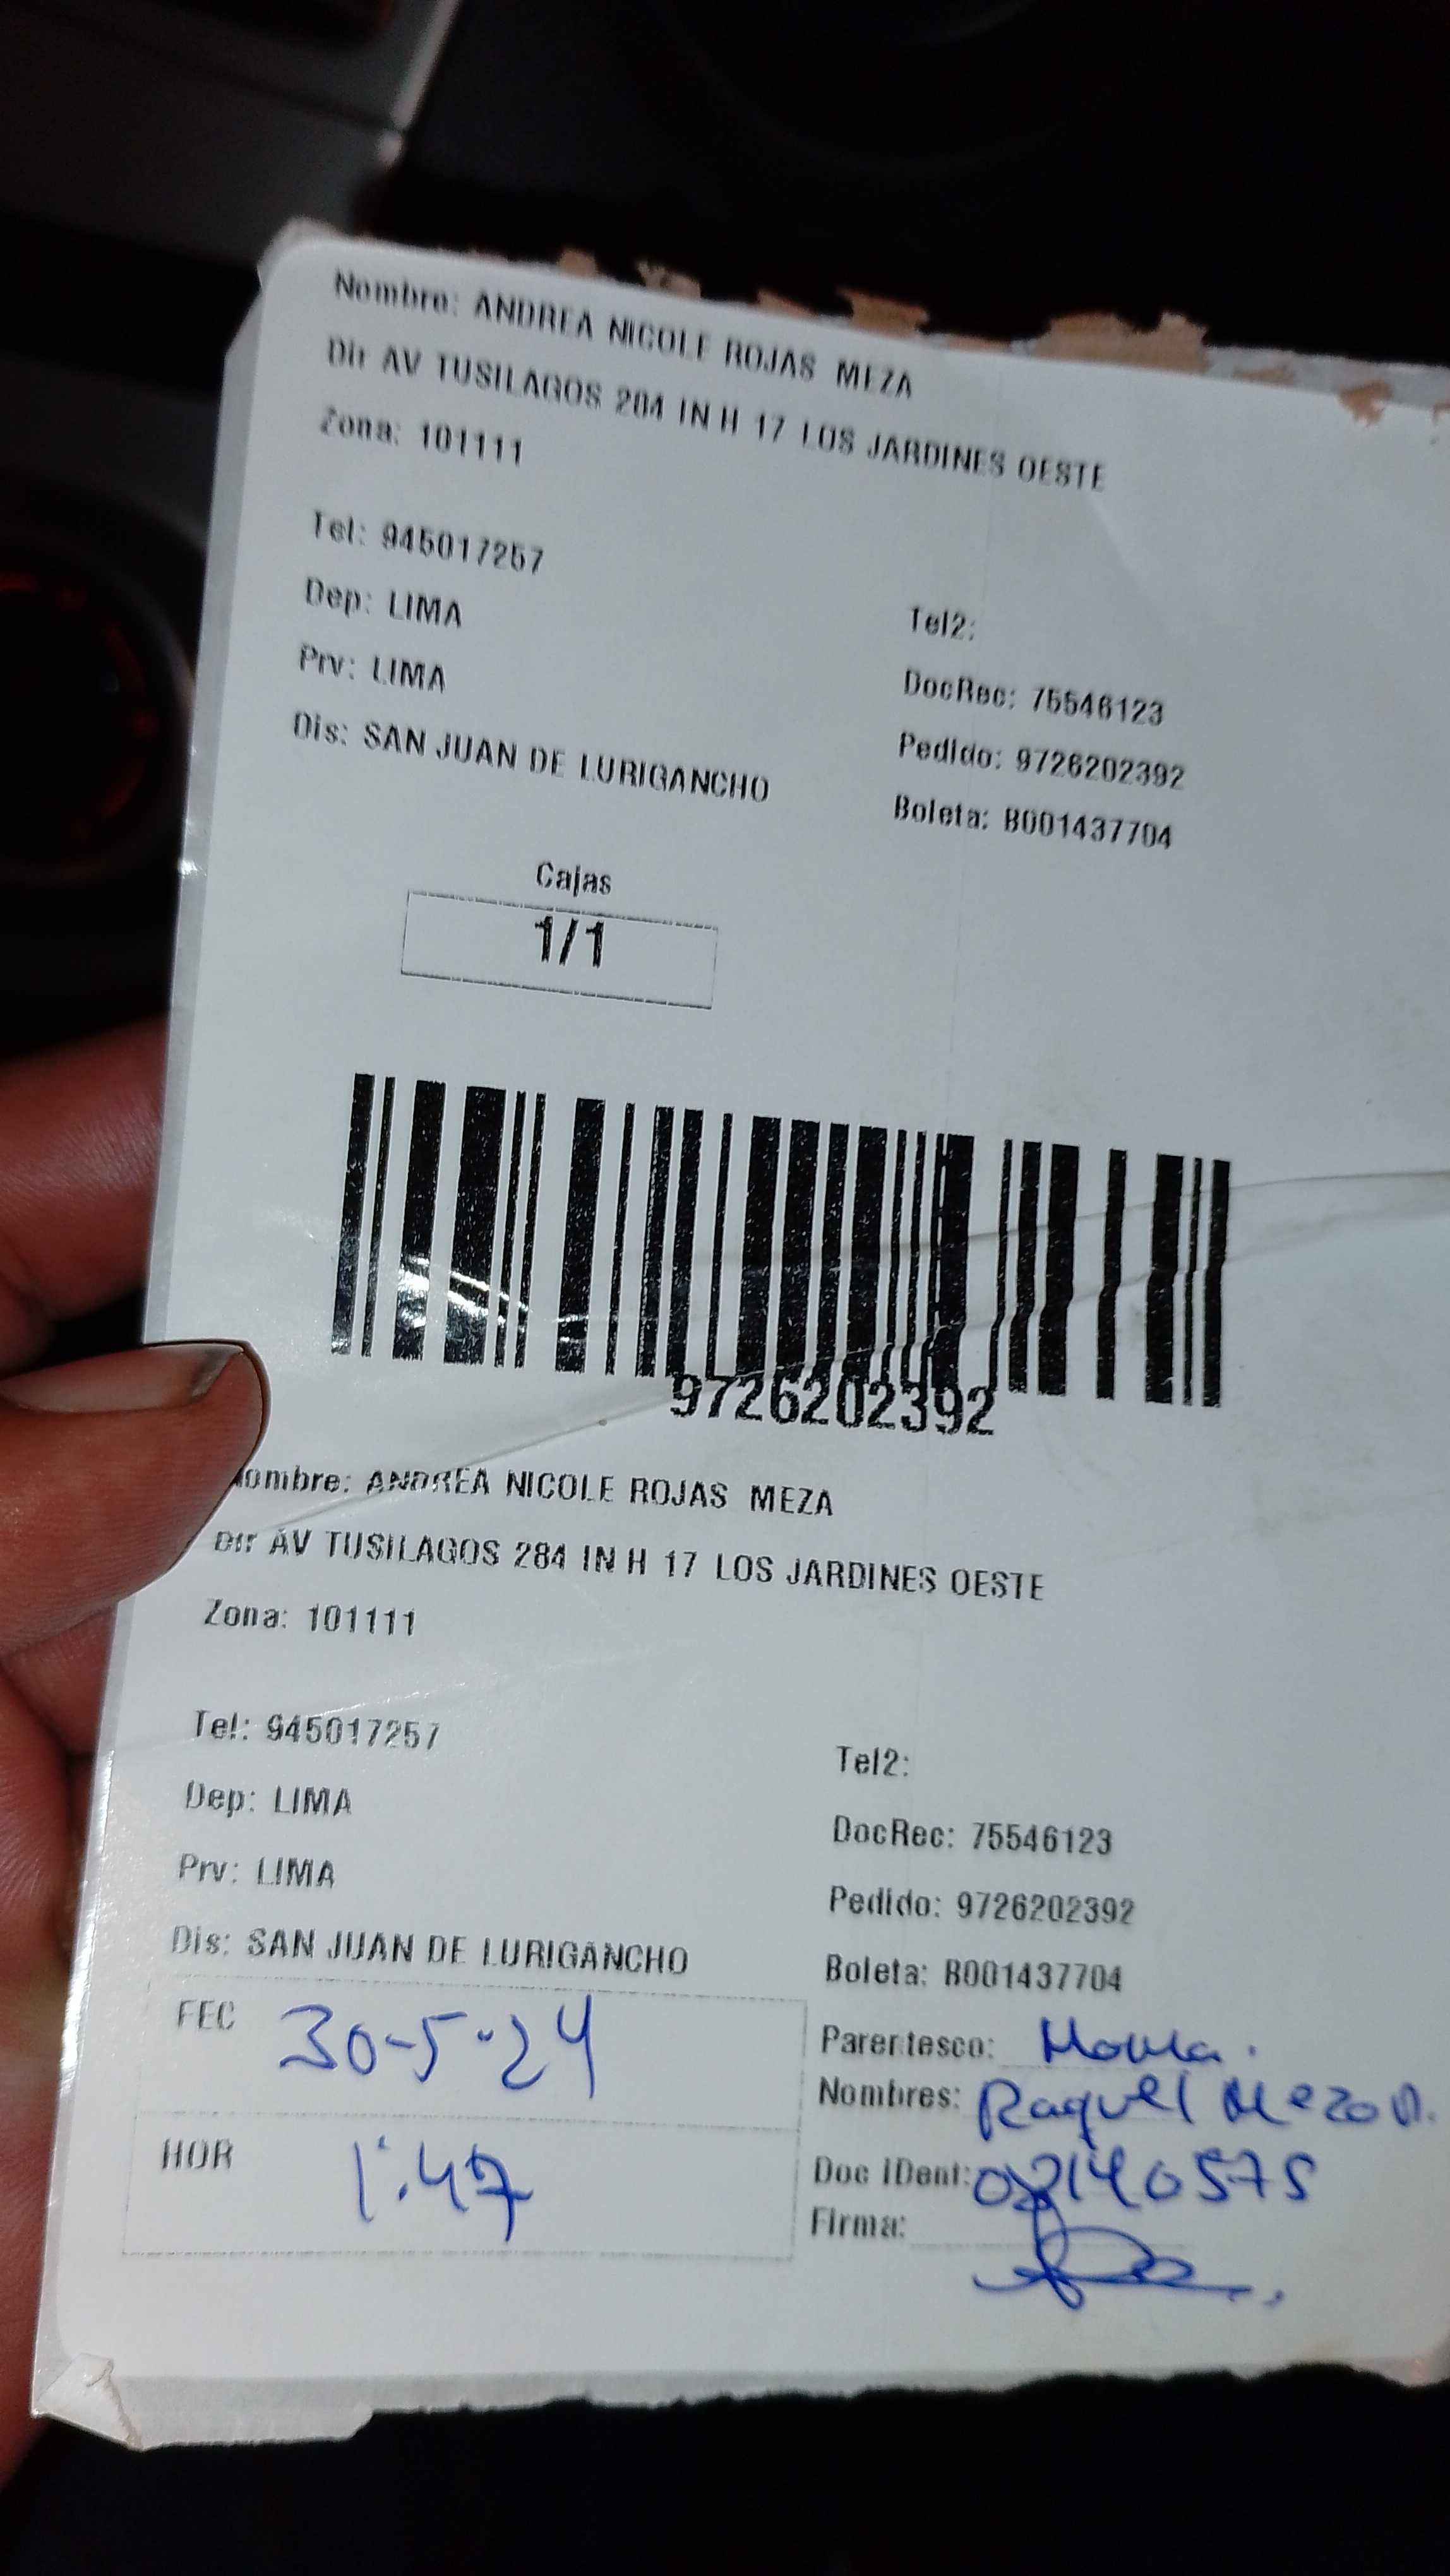 Nombre: ANDREA NICOLE ROJAS MEZA
Dir AV TUSILAGOS 284 IN H 17 LOS JARDINES OESTE
Zona: 101111
Tel: 945017257
Tel2:
Dep: LIMA
DocRec: 75546123
Prv: LIMA
Pedido: 9726202392
Dis: SAN JUAN DE LURIGANCHO
Boleta: B001437704
Cajas
1/1
9726202392
Nombre: ANDREA NICOLE ROJAS MEZA
Dir AV TUSILAGOS 284 IN H 17 LOS JARDINES OESTE
Zona: 101111
Tel: 945017257
Tel2:
Dep: LIMA
DocRec: 75546123
Prv: LIMA
Pedido: 9726202392
Dis: SAN JUAN DE LURIGANCHO
Boleta: B001437704
FEC 30-5-24
Parentesco:
Nombres: Raquel
HOR 1:47
Doc iDent:
Firma: